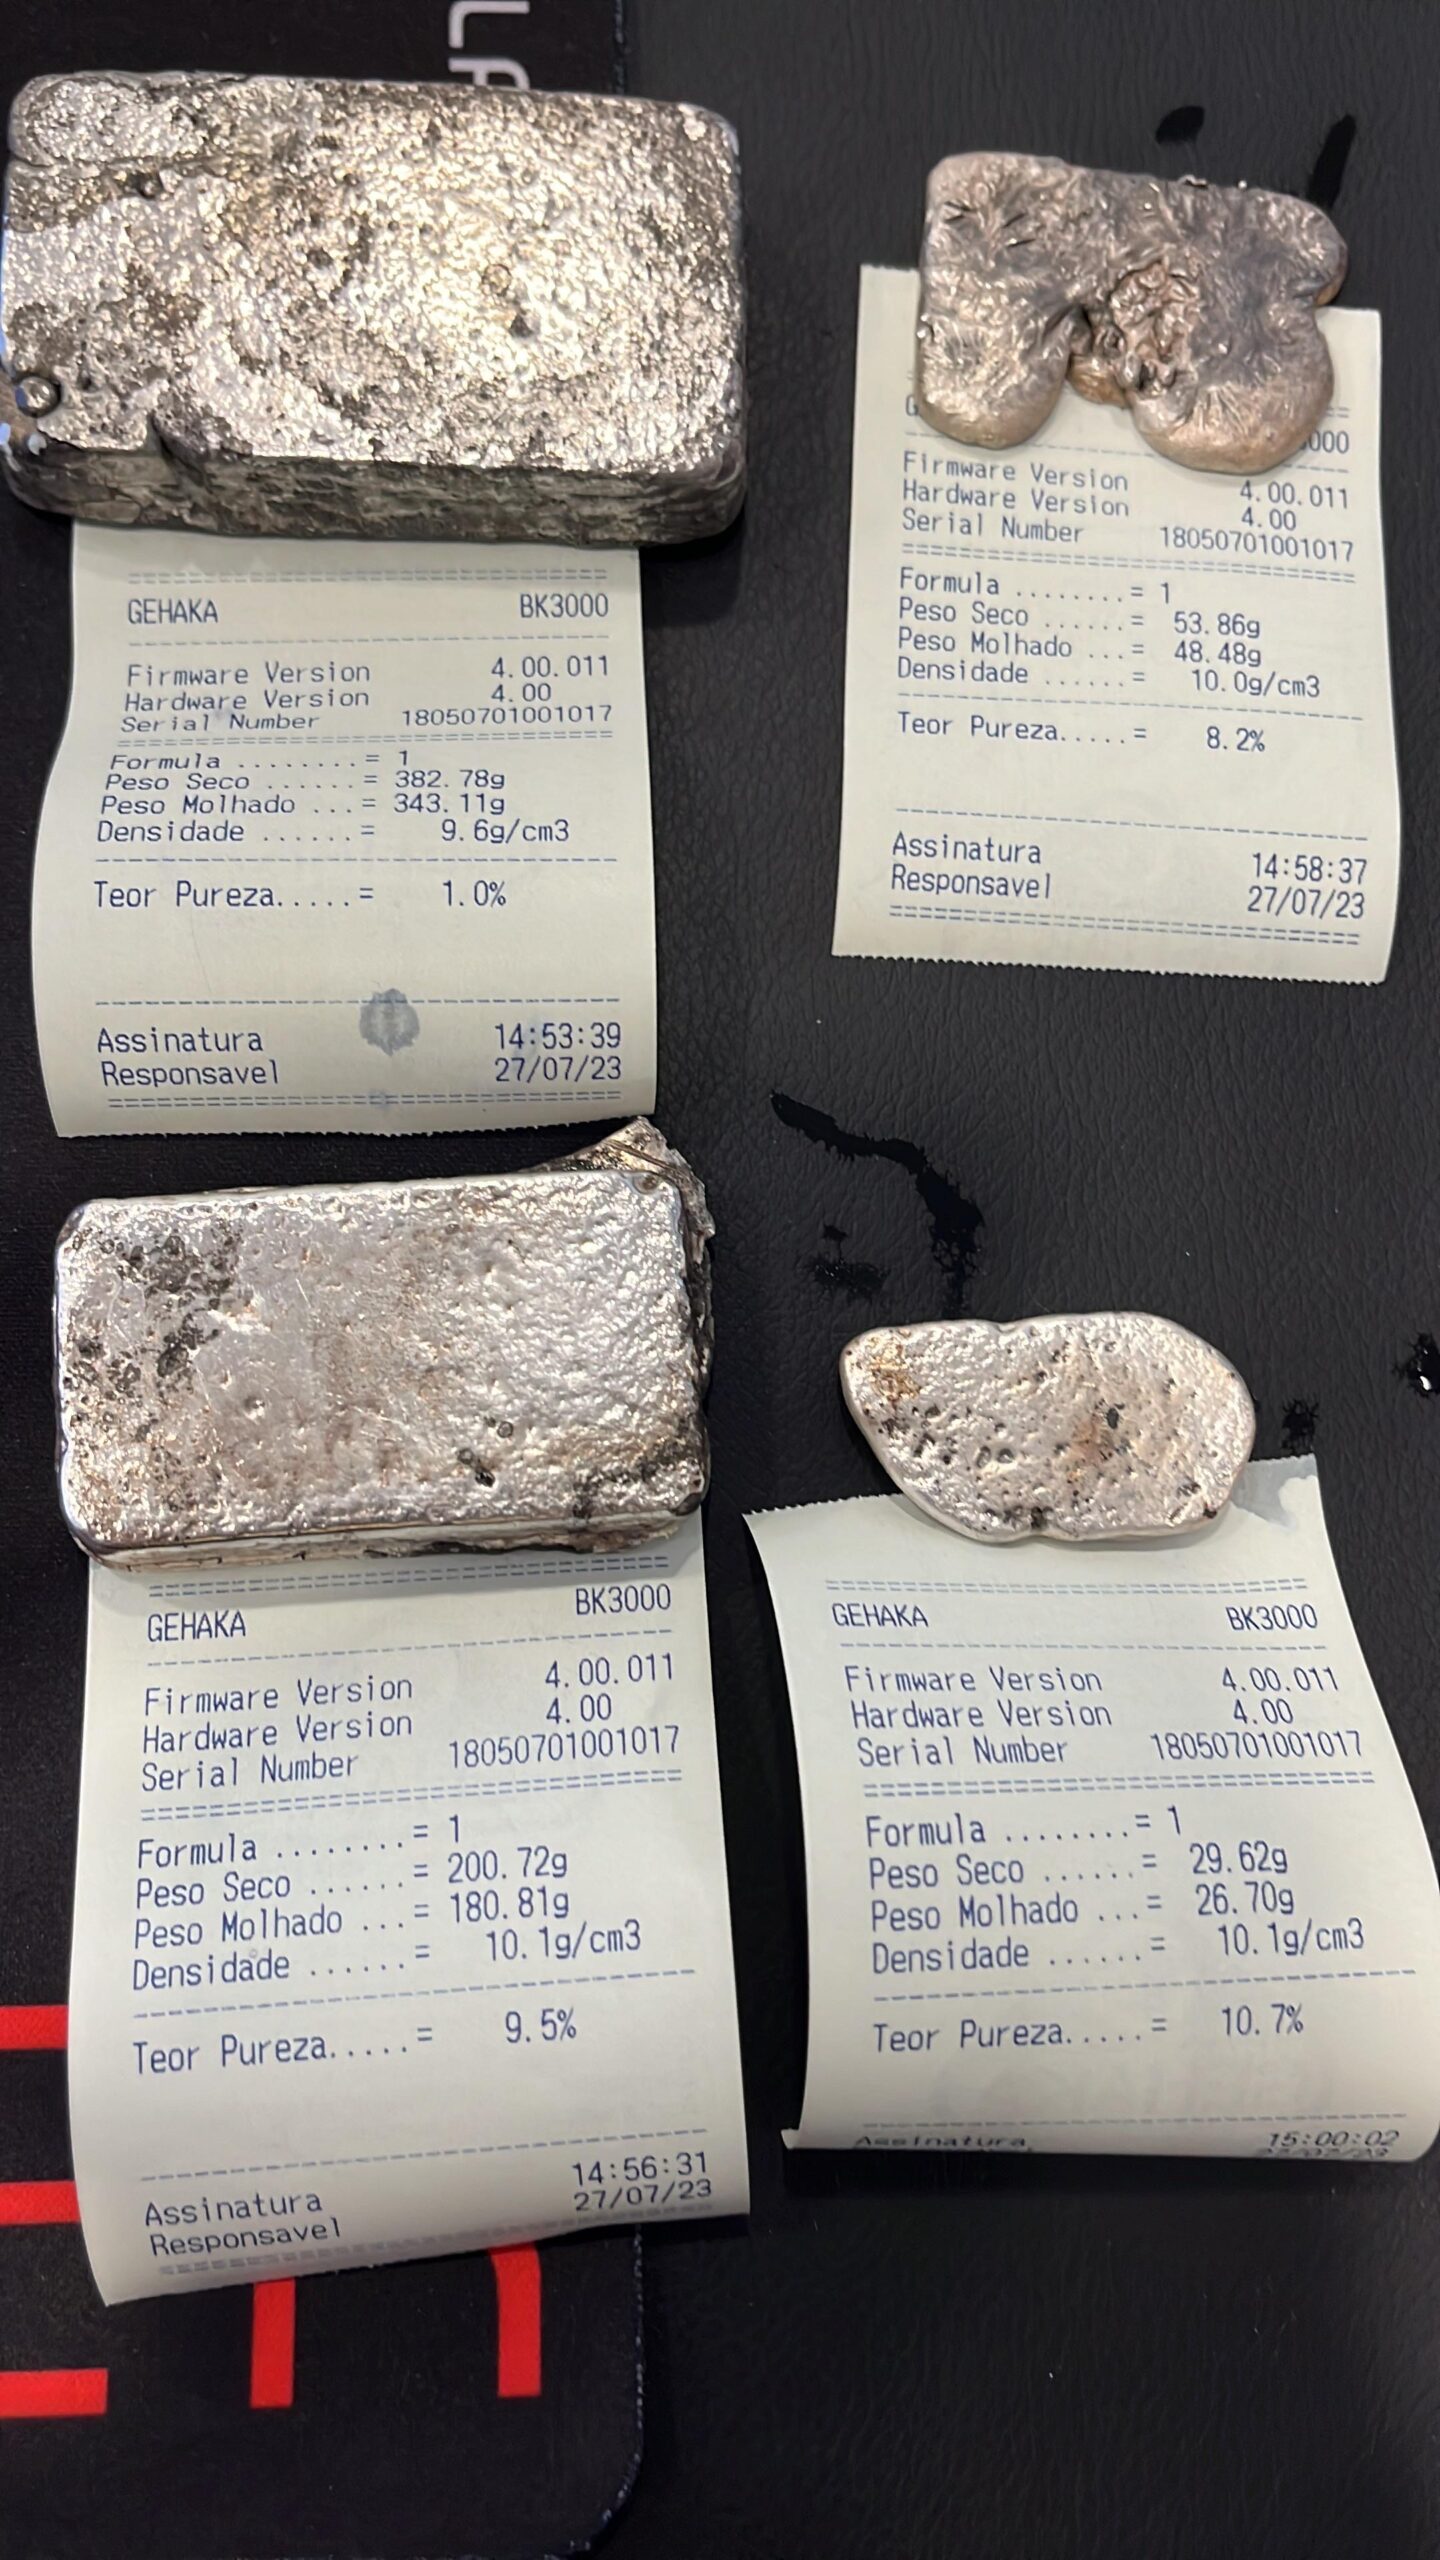 LA
GEHAKA BK3000
Firmware Version 4.00.011
Hardware Version 4.00
Serial Number 18050701001017
Formula ........= 1
Peso Seco ......= 382.78g
Peso Molhado ...= 343.11g
Densidade ......= 9.6g/cm3
Teor Pureza.....= 1.0%
Assinatura 14:53:39
Responsavel 27/07/23
G 000
Firmware Version 4.00.011
Hardware Version 4.00
Serial Number 18050701001017
Formula ........= 1
Peso Seco ......= 53.86g
Peso Molhado ...= 48.48g
Densidade ......= 10.0g/cm3
Teor Pureza.....= 8.2%
Assinatura 14:58:37
Responsavel 27/07/23
GEHAKA BK3000
Firmware Version 4.00.011
Hardware Version 4.00
Serial Number 18050701001017
Formula ........= 1
Peso Seco ......= 200.72g
Peso Molhado ...= 180.81g
Densidade ......= 10.1g/cm3
Teor Pureza.....= 9.5%
Assinatura 14:56:31
Responsavel 27/07/23
GEHAKA BK3000
Firmware Version 4.00.011
Hardware Version 4.00
Serial Number 18050701001017
Formula ........= 1
Peso Seco ......= 29.62g
Peso Molhado ...= 26.70g
Densidade ......= 10.1g/cm3
Teor Pureza.....= 10.7%
Assinatura 15:00:02